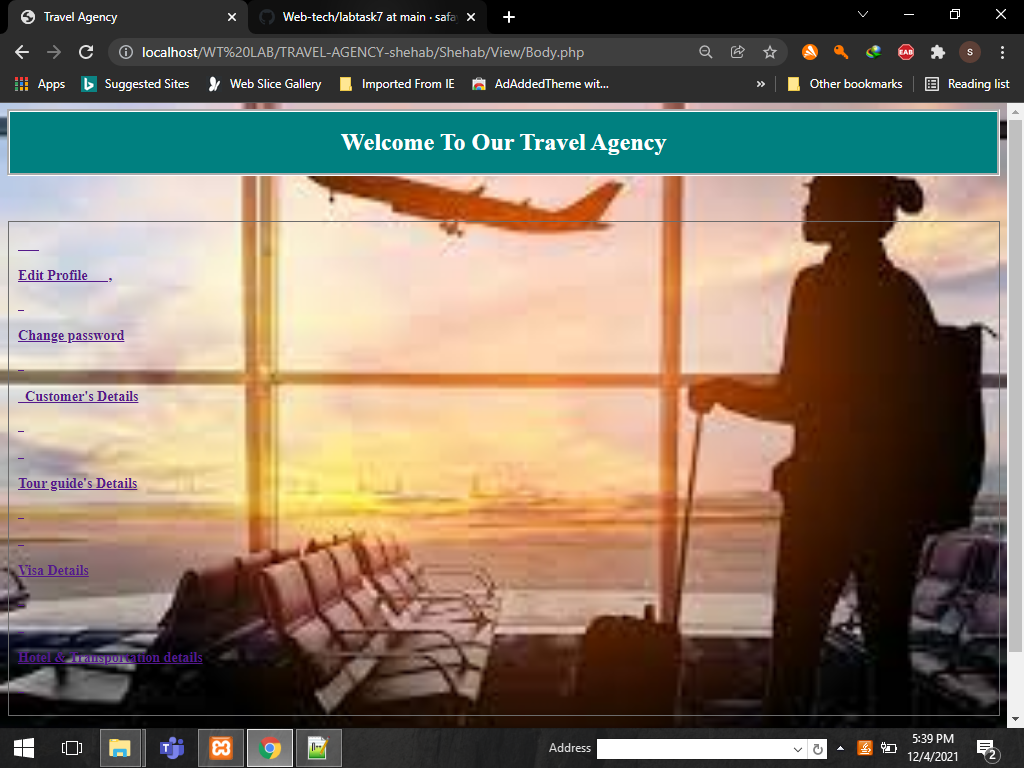 Travel Agency
Web-tech/labtask7 at main · safa
localhost/WT%20LAB/TRAVEL-AGENCY-shehab/Shehab/View/Body.php
EAB
S
Apps
Suggested Sites
Web Slice Gallery
Imported From IE
AdAddedTheme wit...
»
Other bookmarks
Reading list
Welcome To Our Travel Agency
Edit Profile ,
Change password
Customer's Details
Tour guide's Details
Visa Details
Hotel & Transportation details
Address
5:39 PM
12/4/2021
2